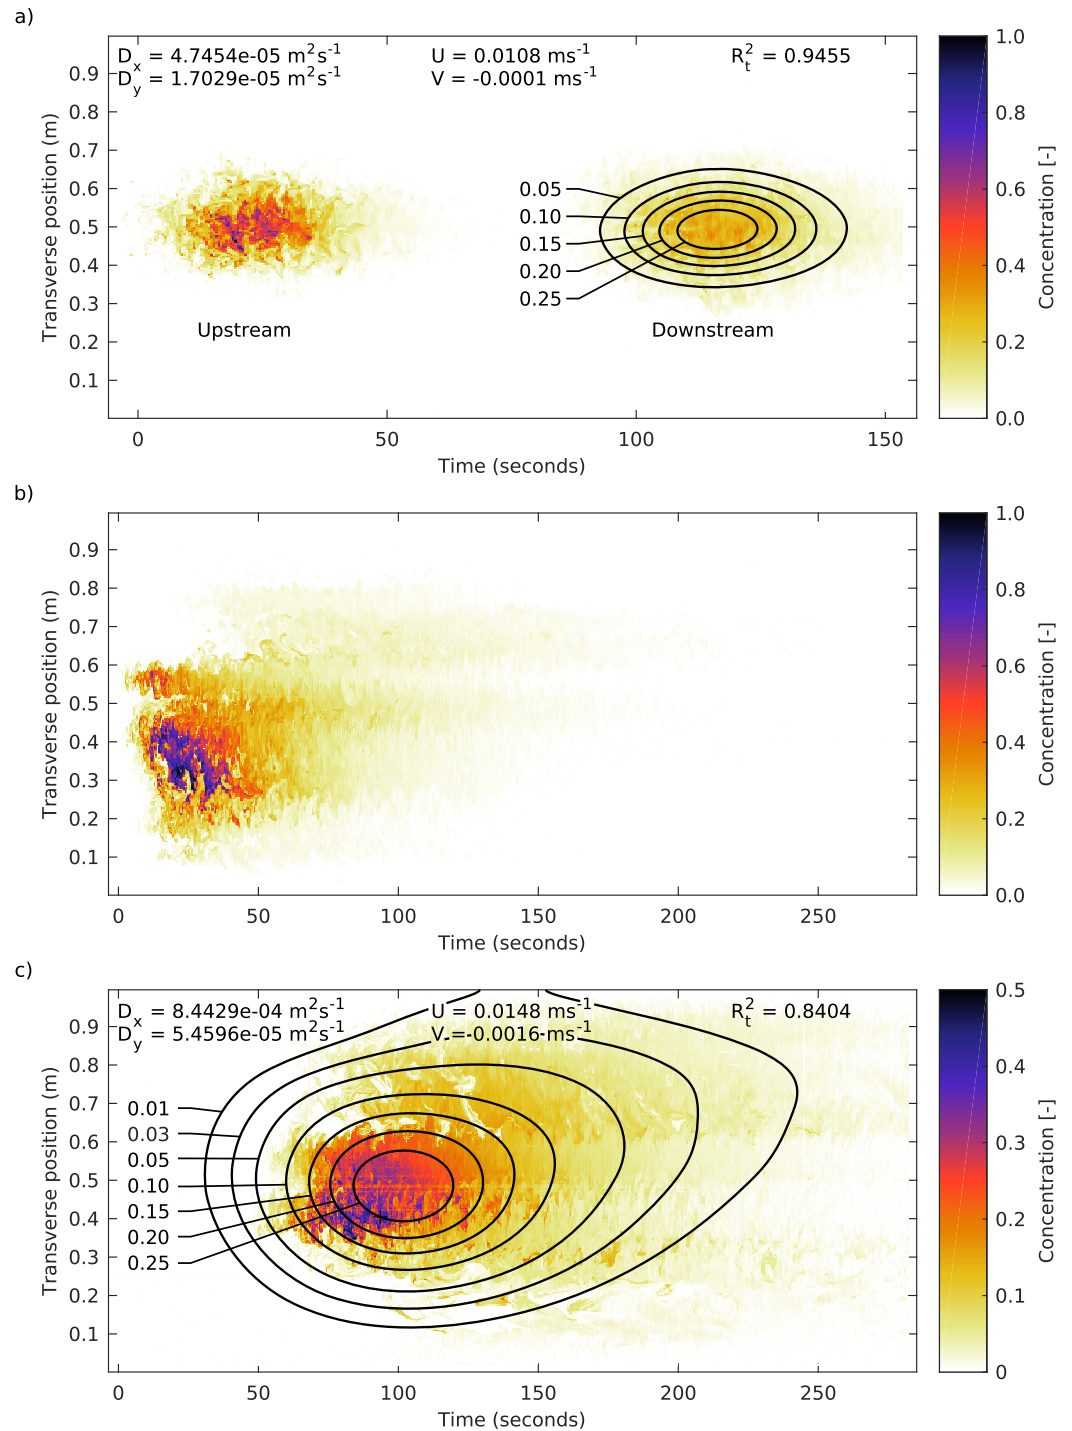 a)
D_x = 4.7454e-05 m²s⁻¹ U = 0.0108 ms⁻¹ R_t² = 0.9455
D_y = 1.7029e-05 m²s⁻¹ V = -0.0001 ms⁻¹
0.9
0.8
0.7
0.6
0.5
0.4
0.3
0.2
0.1
Transverse position (m)
0.05
0.10
0.15
0.20
0.25
Upstream Downstream
0 50 100 150
Time (seconds)
1.0
0.8
0.6
0.4
0.2
0.0
Concentration [-]
b)
0.9
0.8
0.7
0.6
0.5
0.4
0.3
0.2
0.1
Transverse position (m)
0 50 100 150 200 250
Time (seconds)
1.0
0.8
0.6
0.4
0.2
0.0
Concentration [-]
c)
D_x = 8.4429e-04 m²s⁻¹ U = 0.0148 ms⁻¹ R_t² = 0.8404
D_y = 5.4596e-05 m²s⁻¹ V = -0.0016 ms⁻¹
0.9
0.8
0.7
0.6
0.5
0.4
0.3
0.2
0.1
Transverse position (m)
0.01
0.03
0.05
0.10
0.15
0.20
0.25
0 50 100 150 200 250
Time (seconds)
0.5
0.4
0.3
0.2
0.1
0
Concentration [-]